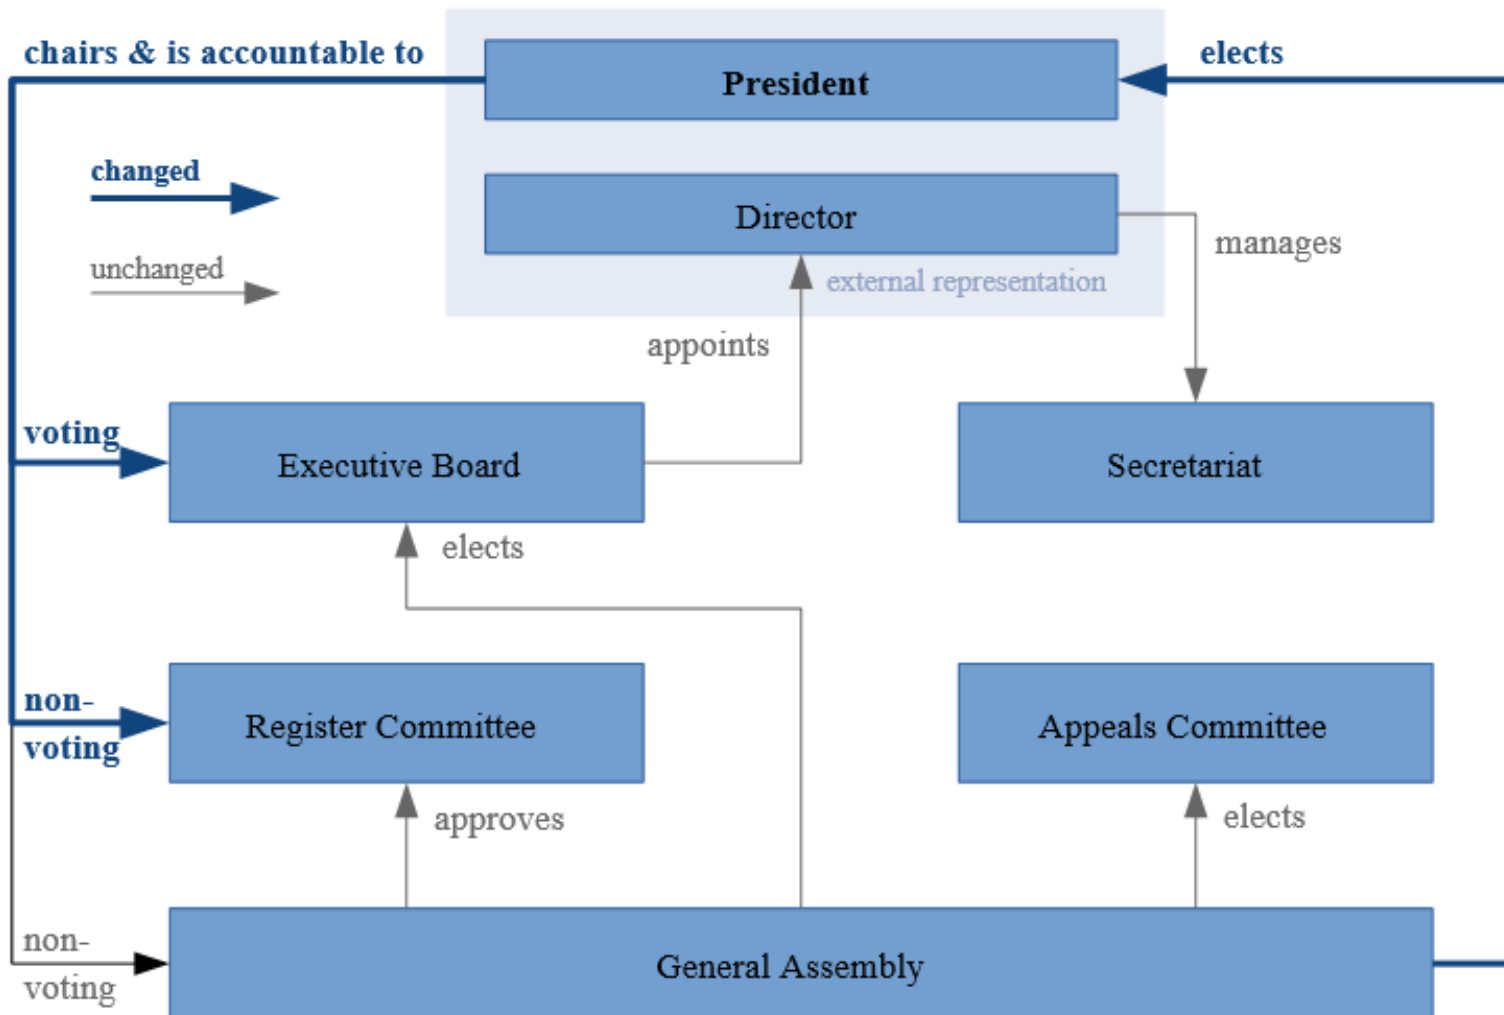 chairs & is accountable to
President
elects
changed
Director
manages
unchanged
external representation
appoints
voting
Executive Board
Secretariat
elects
non-
voting
Register Committee
Appeals Committee
approves
elects
non-
voting
General Assembly